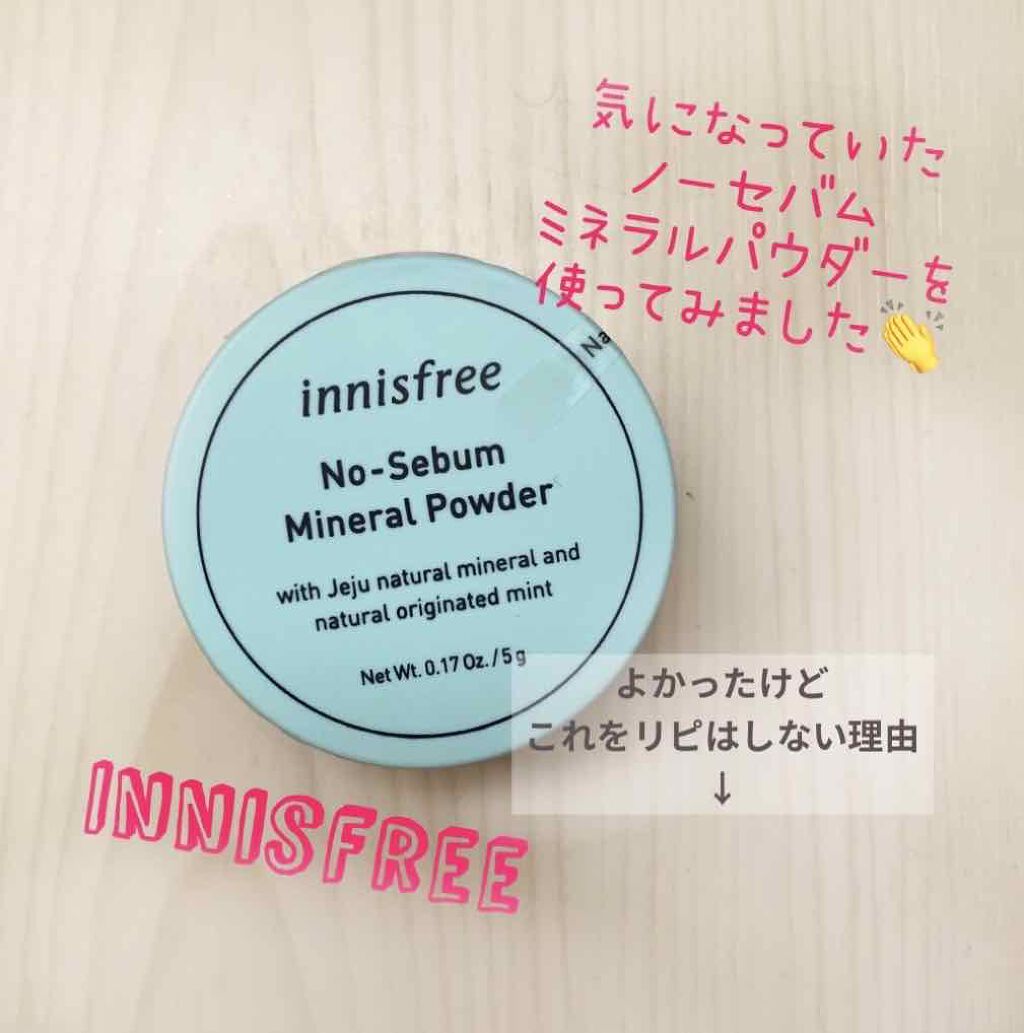 気になっていた
ノーセバム
ミネラルパウダーを
使ってみました👏
Na
innisfree
No-Sebum
Mineral Powder
with Jeju natural mineral and
natural originated mint
Net Wt. 0.17 Oz. / 5 g
よかったけど
これをリピはしない理由
↓
INNISFREE